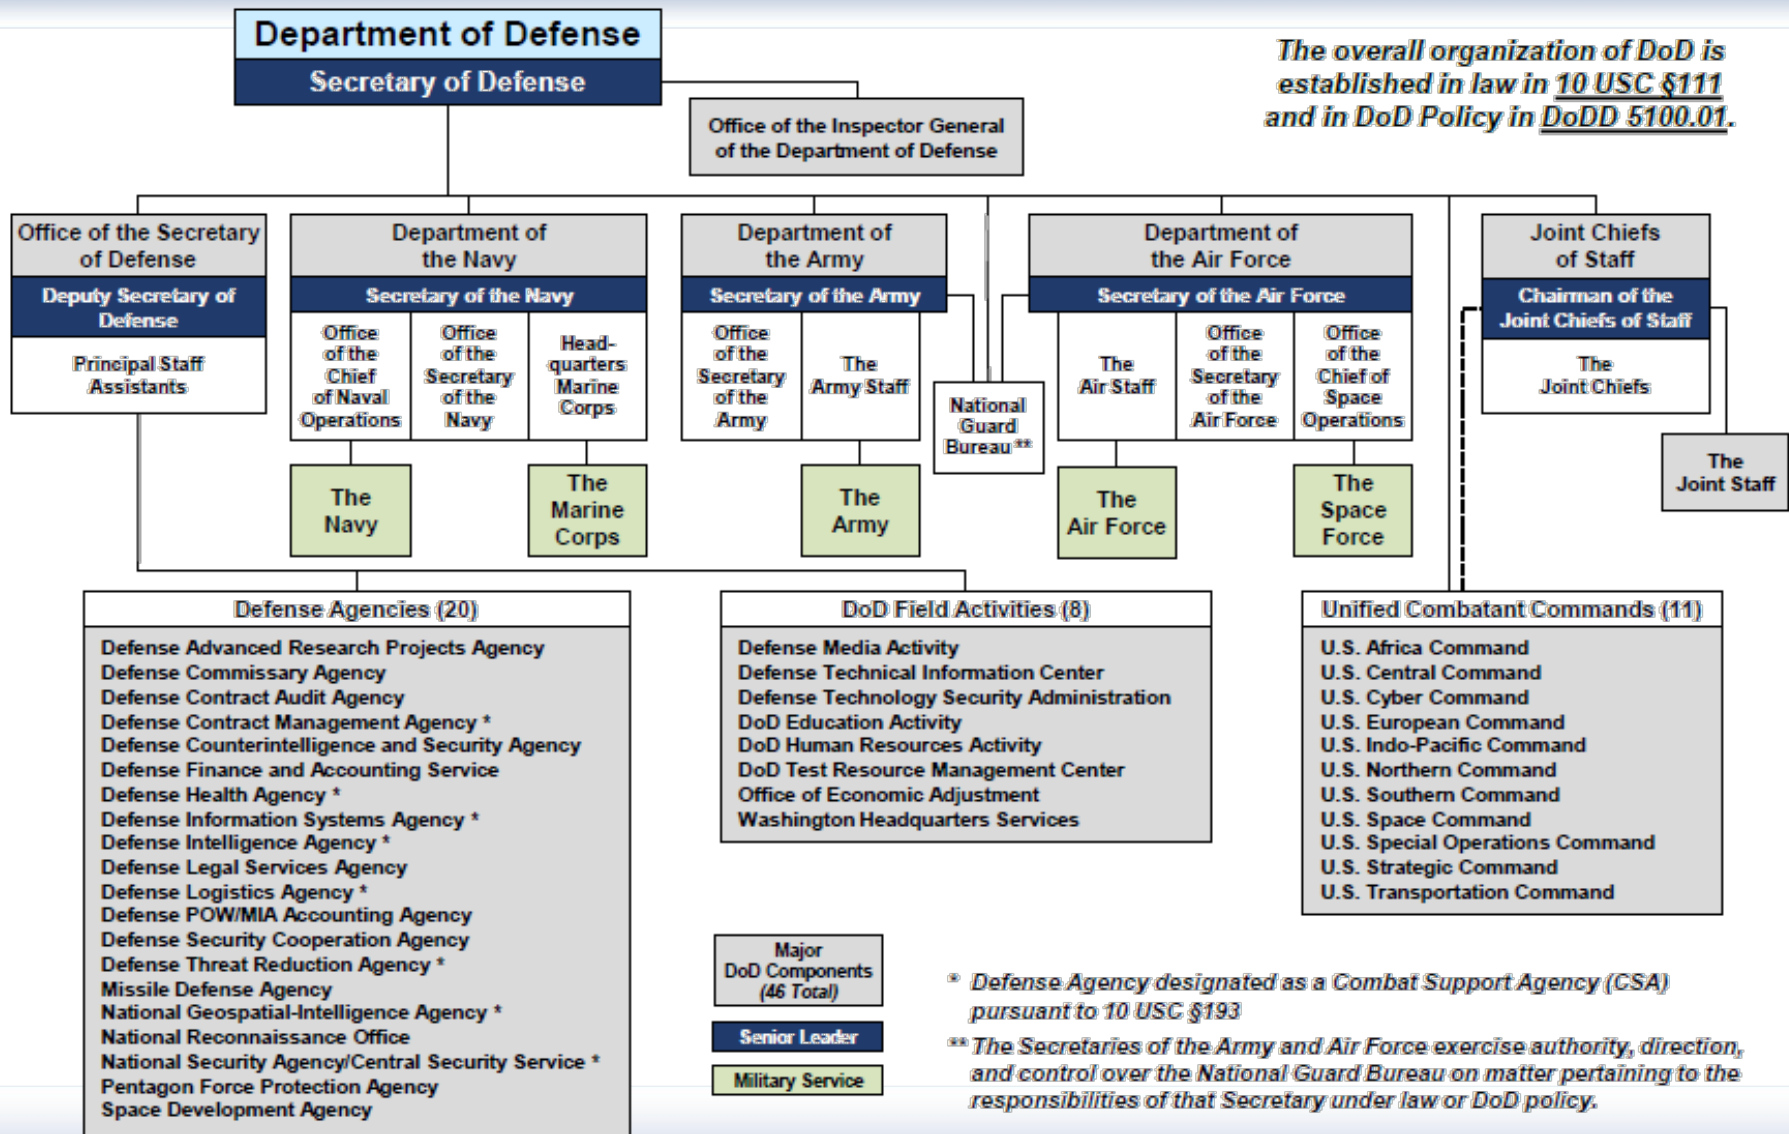 Department of Defense
Secretary of Defense
The overall organization of DoD is
established in law in 10 USC §111
and in DoD Policy in DoDD 5100.01.
Office of the Inspector General
of the Department of Defense
Office of the Secretary
of Defense
Deputy Secretary of
Defense
Principal Staff
Assistants
Department of
the Navy
Secretary of the Navy
Office
of the
Chief
of Naval
Operations
Office
of the
Secretary
of the
Navy
Head-
quarters
Marine
Corps
The
Navy
The
Marine
Corps
Department of
the Army
Secretary of the Army
Office
of the
Secretary
of the
Army
The
Army Staff
The
Army
National
Guard
Bureau **
Department of
the Air Force
Secretary of the Air Force
The
Air Staff
Office
of the
Secretary
of the
Air Force
Office
of the
Chief of
Space
Operations
The
Air Force
The
Space
Force
Joint Chiefs
of Staff
Chairman of the
Joint Chiefs of Staff
The
Joint Chiefs
The
Joint Staff
Defense Agencies (20)
Defense Advanced Research Projects Agency
Defense Commissary Agency
Defense Contract Audit Agency
Defense Contract Management Agency *
Defense Counterintelligence and Security Agency
Defense Finance and Accounting Service
Defense Health Agency *
Defense Information Systems Agency *
Defense Intelligence Agency *
Defense Legal Services Agency
Defense Logistics Agency *
Defense POW/MIA Accounting Agency
Defense Security Cooperation Agency
Defense Threat Reduction Agency *
Missile Defense Agency
National Geospatial-Intelligence Agency *
National Reconnaissance Office
National Security Agency/Central Security Service *
Pentagon Force Protection Agency
Space Development Agency
DoD Field Activities (8)
Defense Media Activity
Defense Technical Information Center
Defense Technology Security Administration
DoD Education Activity
DoD Human Resources Activity
DoD Test Resource Management Center
Office of Economic Adjustment
Washington Headquarters Services
Unified Combatant Commands (11)
U.S. Africa Command
U.S. Central Command
U.S. Cyber Command
U.S. European Command
U.S. Indo-Pacific Command
U.S. Northern Command
U.S. Southern Command
U.S. Space Command
U.S. Special Operations Command
U.S. Strategic Command
U.S. Transportation Command
Major
DoD Components
(46 Total)
Senior Leader
Military Service
* Defense Agency designated as a Combat Support Agency (CSA)
pursuant to 10 USC §193
** The Secretaries of the Army and Air Force exercise authority, direction,
and control over the National Guard Bureau on matter pertaining to the
responsibilities of that Secretary under law or DoD policy.